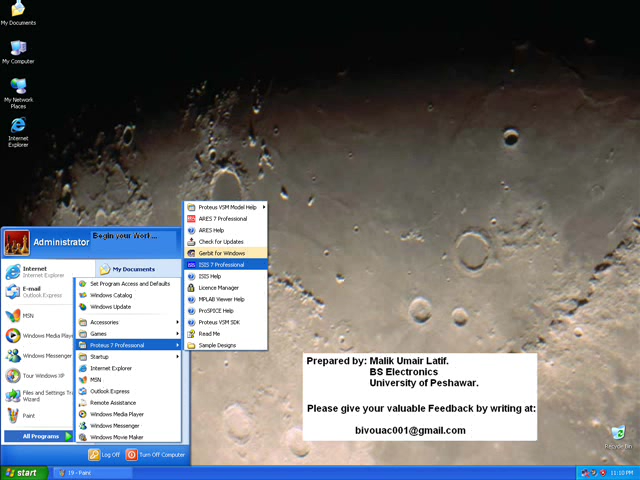 My Documents
My Computer
My Network
Places
Internet
Explorer
Administrator
Begin your Work...
Internet
Internet Explorer
E-mail
Outlook Express
MSN
Windows Media Player
Windows Messenger
Tour Windows XP
Files and Settings Tra
Wizard
Paint
All Programs
My Documents
Set Program Access and Defaults
Windows Catalog
Windows Update
Accessories
Games
Proteus 7 Professional
Startup
Internet Explorer
MSN
Outlook Express
Remote Assistance
Windows Media Player
Windows Messenger
Windows Movie Maker
Proteus VSM Model Help
ARES 7 Professional
ARES Help
Check for Updates
Gerbit for Windows
ISIS 7 Professional
ISIS Help
Licence Manager
MPLAB Viewer Help
ProSPICE Help
Proteus VSM SDK
Read Me
Sample Designs
Prepared by: Malik Umair Latif.
BS Electronics
University of Peshawar.
Please give your valuable Feedback by writing at:
bivouac001@gmail.com
Recycle Bin
Log Off
Turn Off Computer
start
19 - Paint
11:10 PM